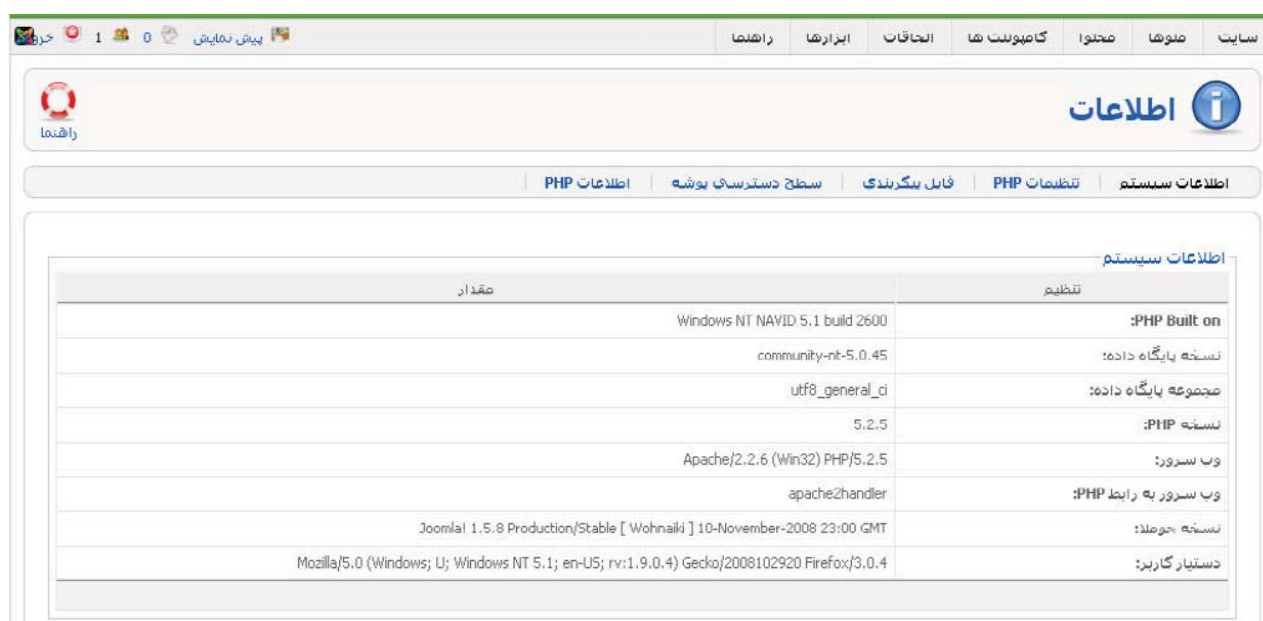 سایت منوها محتوا کامپوننت ها الحاقات ابزارها راهنما پیش نمایش 0 1 خروج
اطلاعات
راهنما
اطلاعات سیستم تنظیمات PHP فایل پیکربندی سطح دسترسی پوشه اطلاعات PHP
اطلاعات سیستم
تنظیم مقدار
PHP Built on: Windows NT NAVID 5.1 build 2600
نسخه پایگاه داده: community-nt-5.0.45
مجموعه پایگاه داده: utf8_general_ci
نسخه PHP: 5.2.5
وب سرور: Apache/2.2.6 (Win32) PHP/5.2.5
وب سرور به رابط PHP: apache2handler
نسخه جوملا: Joomla! 1.5.8 Production/Stable [ Wohnaiki ] 10-November-2008 23:00 GMT
دستیار گاربر: Mozilla/5.0 (Windows; U; Windows NT 5.1; en-US; rv:1.9.0.4) Gecko/2008102920 Firefox/3.0.4